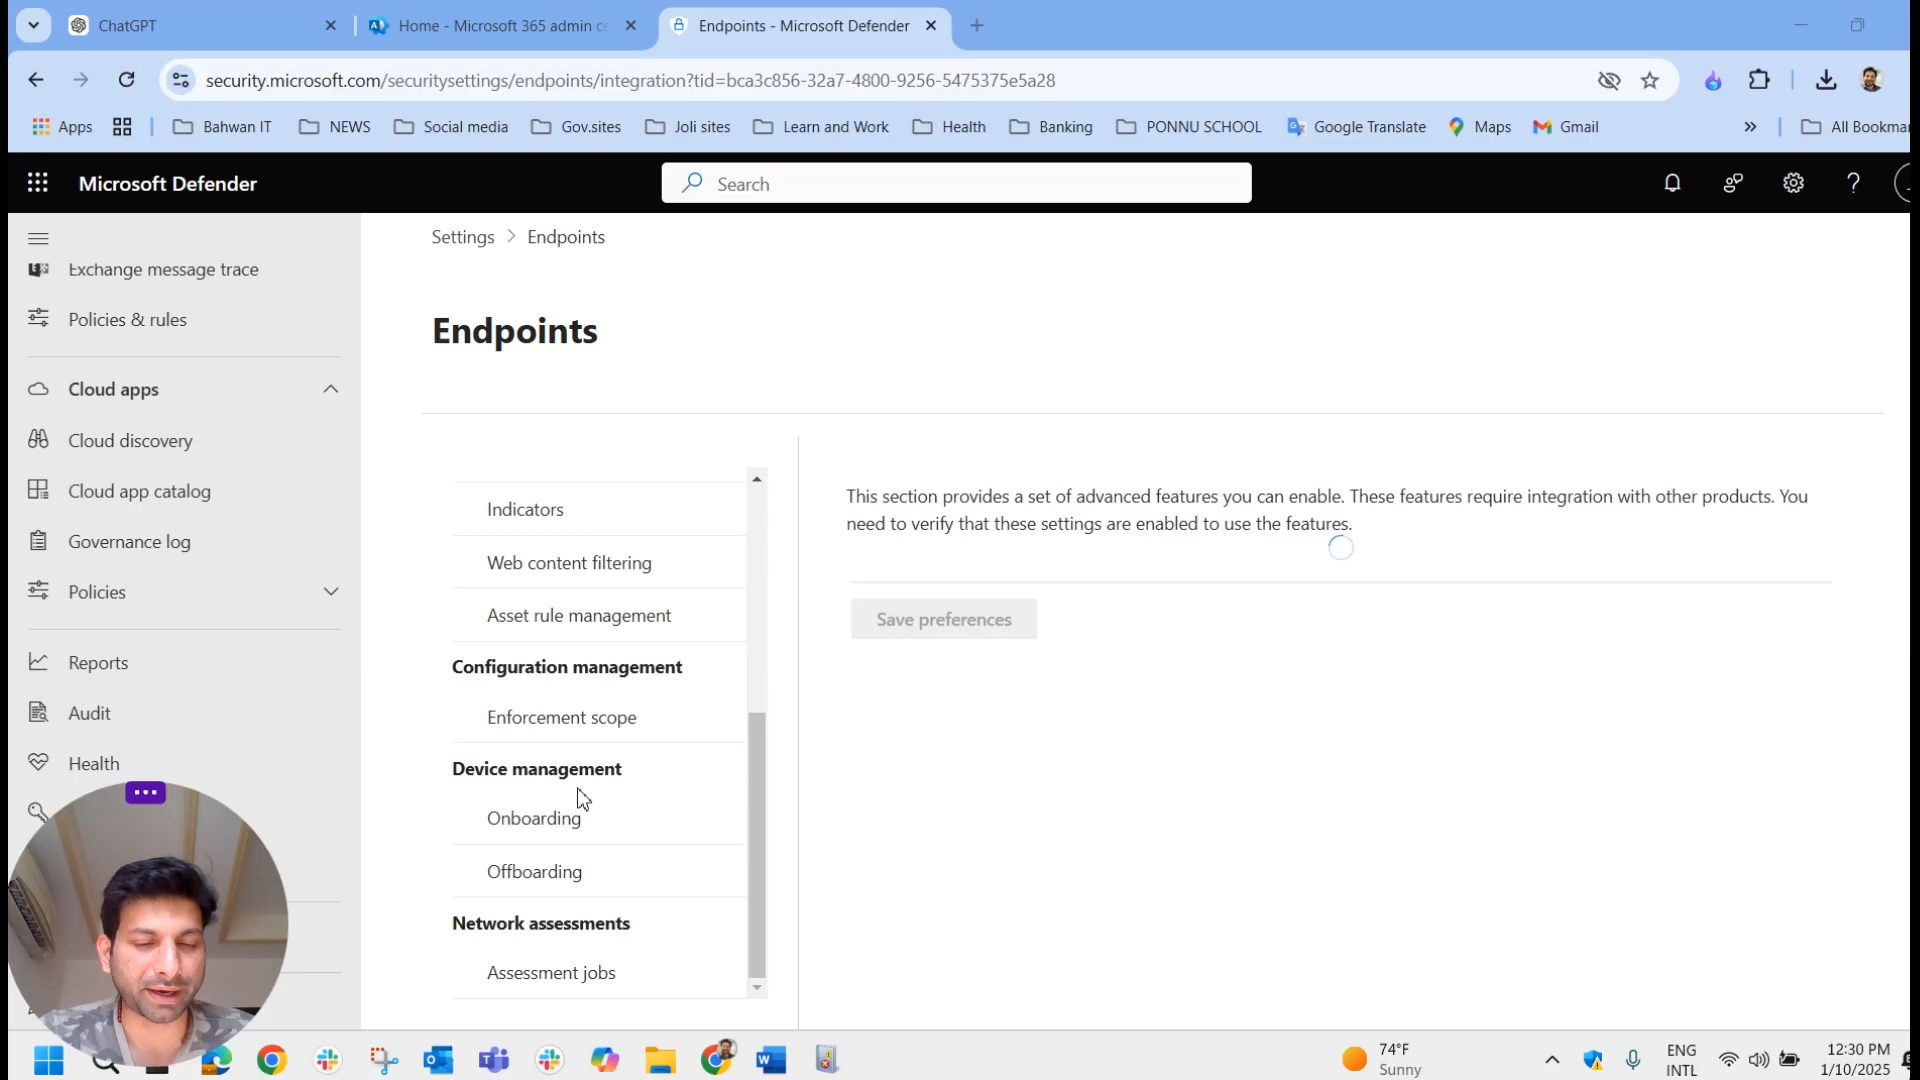 ChatGPT
Home - Microsoft 365 admin ce
Endpoints - Microsoft Defender
security.microsoft.com/securitysettings/endpoints/integration?tid=bca3c856-32a7-4800-9256-5475375e5a28
Apps
Bahwan IT
NEWS
Social media
Gov.sites
Joli sites
Learn and Work
Health
Banking
PONNU SCHOOL
Google Translate
Maps
Gmail
All Bookmar
Microsoft Defender
Search
Settings > Endpoints
Exchange message trace
Policies & rules
Cloud apps
Cloud discovery
Cloud app catalog
Governance log
Policies
Reports
Audit
Health
Endpoints
Indicators
Web content filtering
Asset rule management
Configuration management
Enforcement scope
Device management
Onboarding
Offboarding
Network assessments
Assessment jobs
This section provides a set of advanced features you can enable. These features require integration with other products. You
need to verify that these settings are enabled to use the features.
Save preferences
74°F
Sunny
ENG
INTL
12:30 PM
1/10/2025